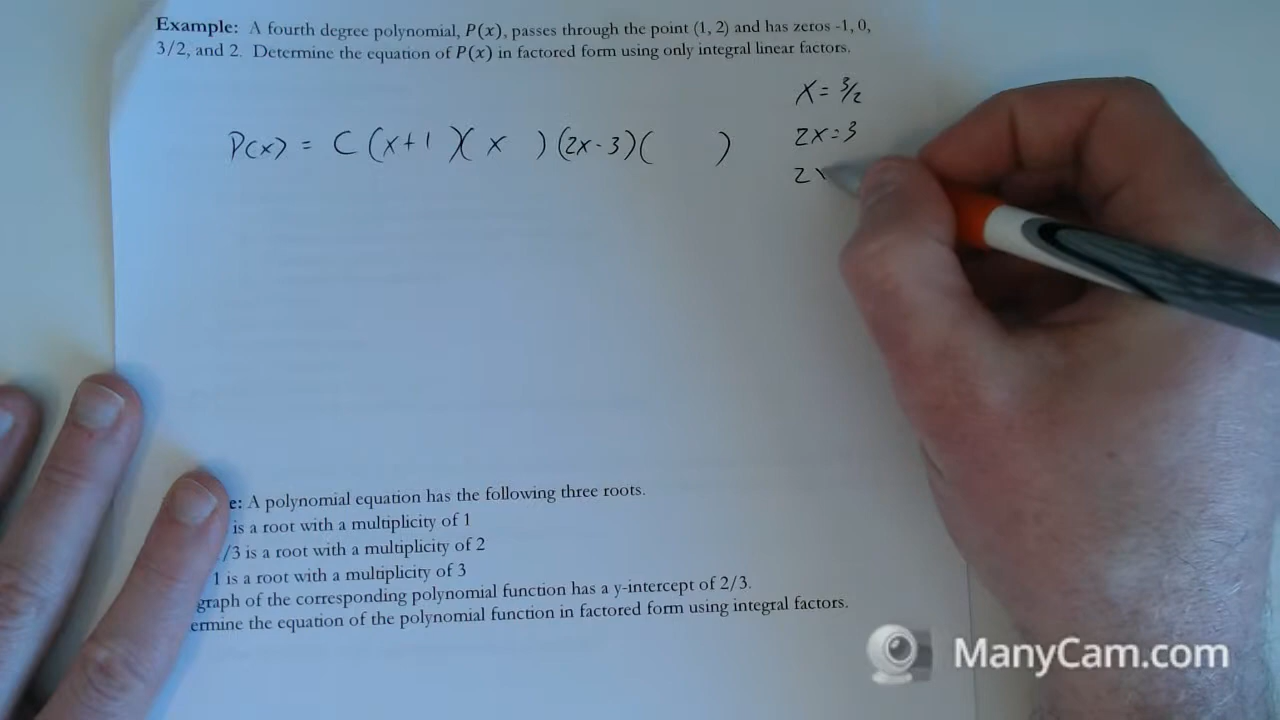 Example: A fourth degree polynomial, P(x), passes through the point (1, 2) and has zeros -1, 0,
3/2, and 2. Determine the equation of P(x) in factored form using only integral linear factors.
x = 3/2
2x = 3
P(x) = C (x+1)(x )(2x-3)( )
2x
e: A polynomial equation has the following three roots.
is a root with a multiplicity of 1
/3 is a root with a multiplicity of 2
1 is a root with a multiplicity of 3
graph of the corresponding polynomial function has a y-intercept of 2/3.
ermine the equation of the polynomial function in factored form using integral factors.
ManyCam.com